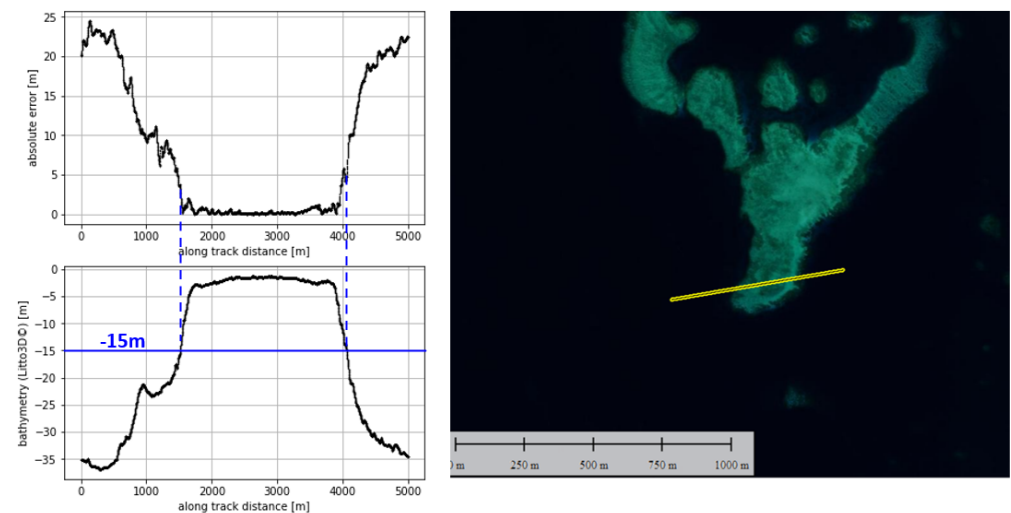 absolute error [m]
25
20
15
10
5
0
0 1000 2000 3000 4000 5000
along track distance [m]
bathymetry (Litto3D©) [m]
0
−5
−10
-15m
−15
−20
−25
−30
−35
0 1000 2000 3000 4000 5000
along track distance [m]
0 m 250 m 500 m 750 m 1000 m